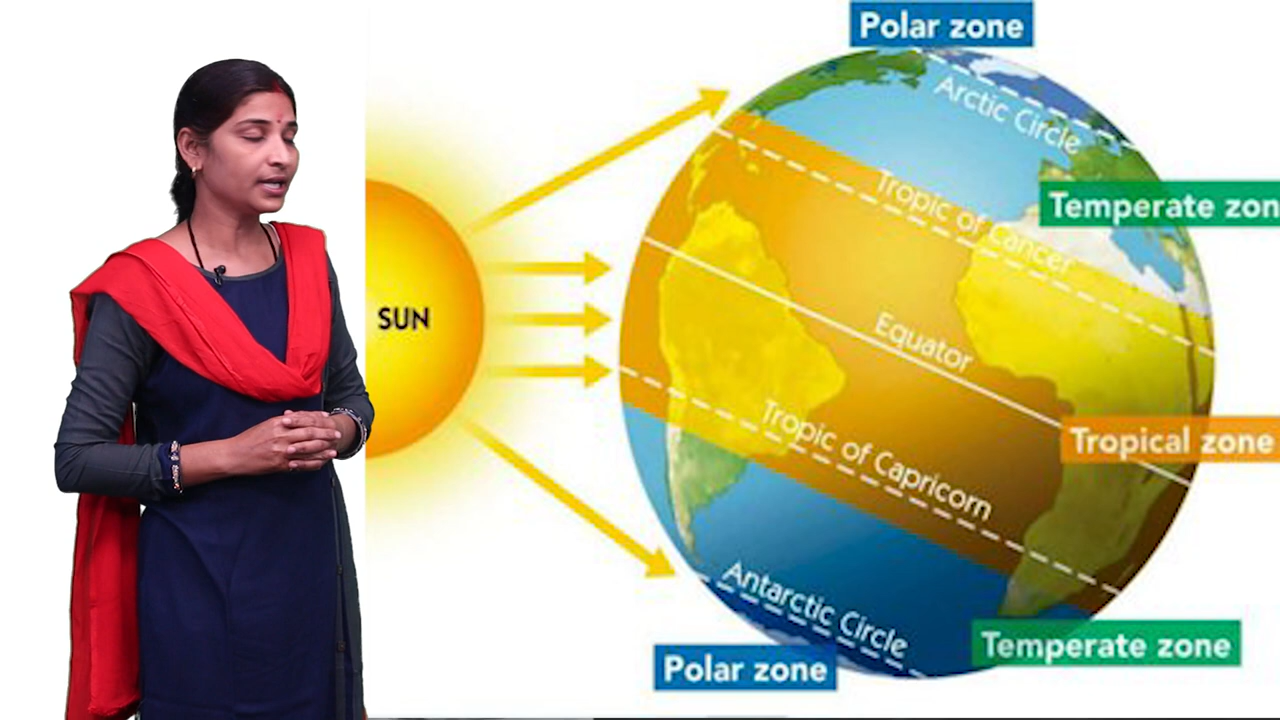 Polar zone
Arctic Circle
Temperate zon
Tropic of Cancer
SUN
Equator
Tropical zone
Tropic of Capricorn
Antarctic Circle
Temperate zone
Polar zone